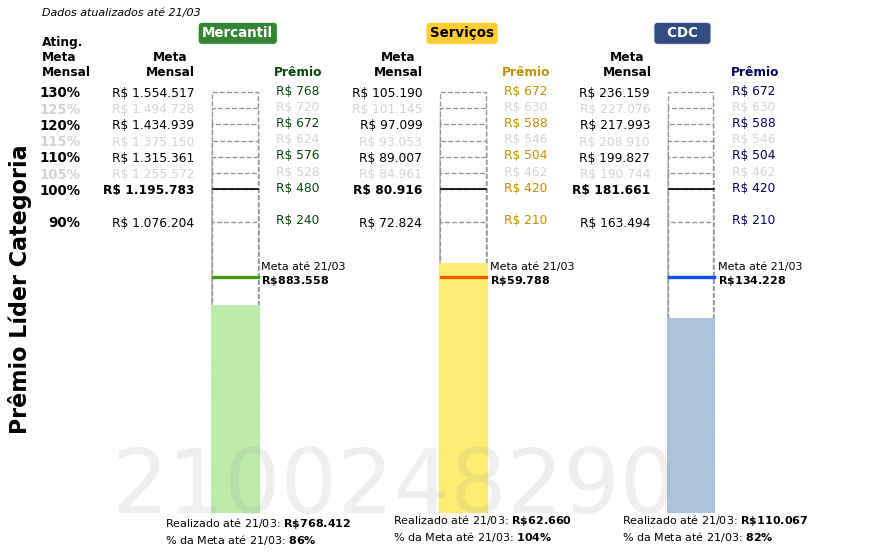 Dados atualizados até 21/03
Mercantil Serviços CDC
Ating. Meta Mensal
Meta Mensal Prêmio Meta Mensal Prêmio Meta Mensal Prêmio
130% R$ 1.554.517 R$ 768 R$ 105.190 R$ 672 R$ 236.159 R$ 672
125% R$ 1.494.728 R$ 720 R$ 101.145 R$ 630 R$ 227.076 R$ 630
120% R$ 1.434.939 R$ 672 R$ 97.099 R$ 588 R$ 217.993 R$ 588
115% R$ 1.375.150 R$ 624 R$ 93.053 R$ 546 R$ 208.910 R$ 546
110% R$ 1.315.361 R$ 576 R$ 89.007 R$ 504 R$ 199.827 R$ 504
105% R$ 1.255.572 R$ 528 R$ 84.961 R$ 462 R$ 190.744 R$ 462
100% R$ 1.195.783 R$ 480 R$ 80.916 R$ 420 R$ 181.661 R$ 420
90% R$ 1.076.204 R$ 240 R$ 72.824 R$ 210 R$ 163.494 R$ 210
Prêmio Líder Categoria
Meta até 21/03 Meta até 21/03 Meta até 21/03
R$883.558 R$59.788 R$134.228
2100248290
Realizado até 21/03: R$768.412 Realizado até 21/03: R$62.660 Realizado até 21/03: R$110.067
% da Meta até 21/03: 86% % da Meta até 21/03: 104% % da Meta até 21/03: 82%